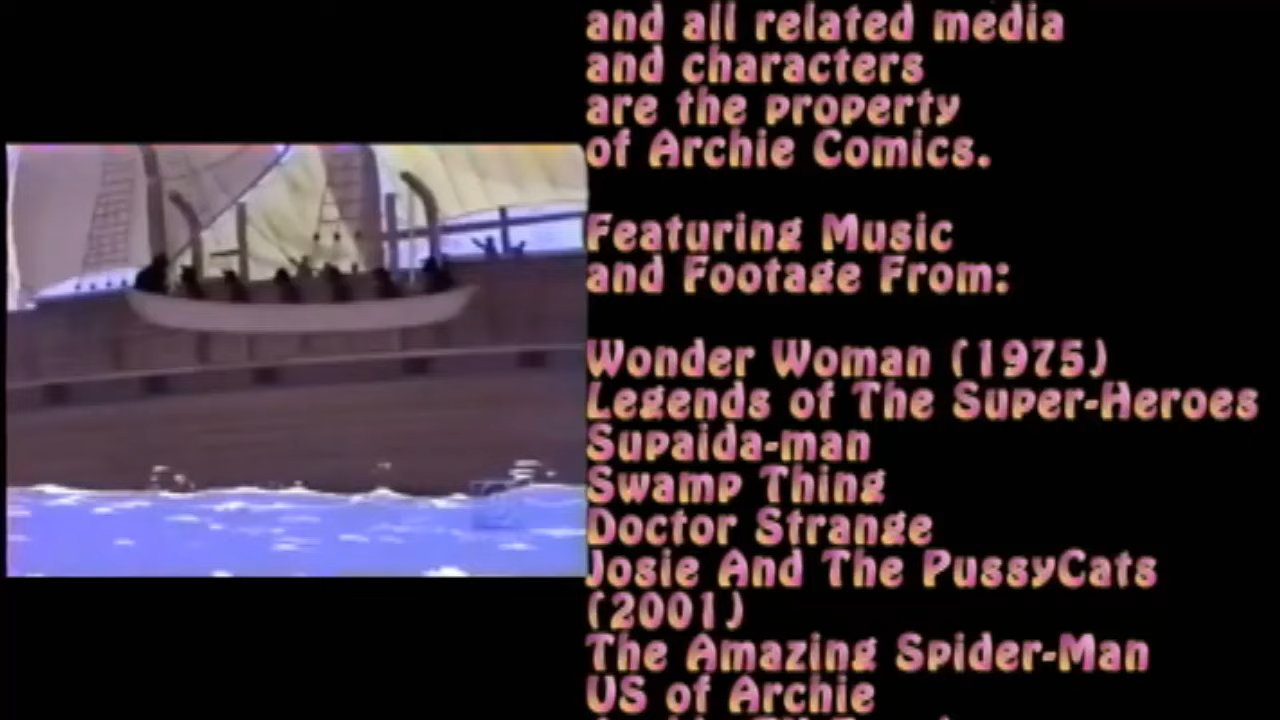 and all related media
and characters
are the property
of Archie Comics.
Featuring Music
and Footage From:
Wonder Woman (1975)
Legends of The Super-Heroes
Supaida-man
Swamp Thing
Doctor Strange
Josie And The PussyCats
(2001)
The Amazing Spider-Man
US of Archie